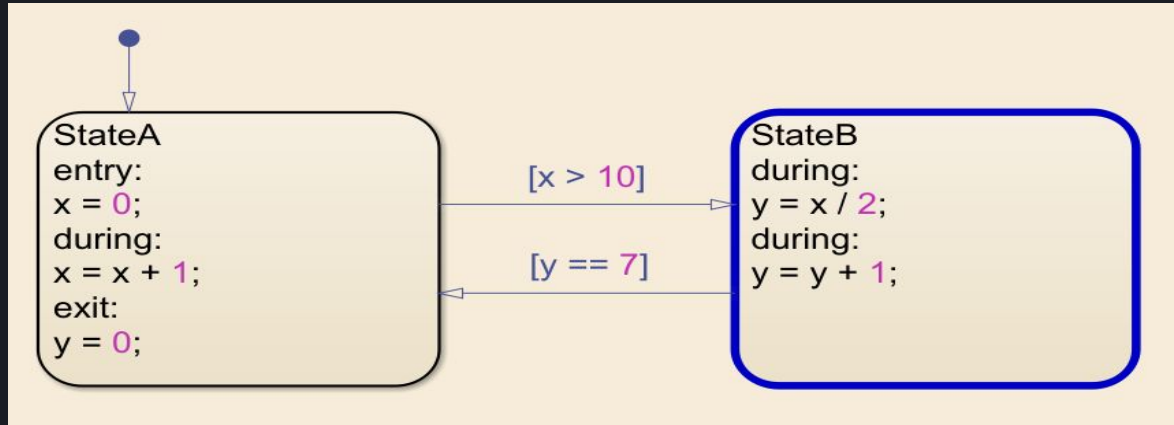 StateA
entry:
x = 0;
during:
x = x + 1;
exit:
y = 0;
[x > 10]
[y == 7]
StateB
during:
y = x / 2;
during:
y = y + 1;